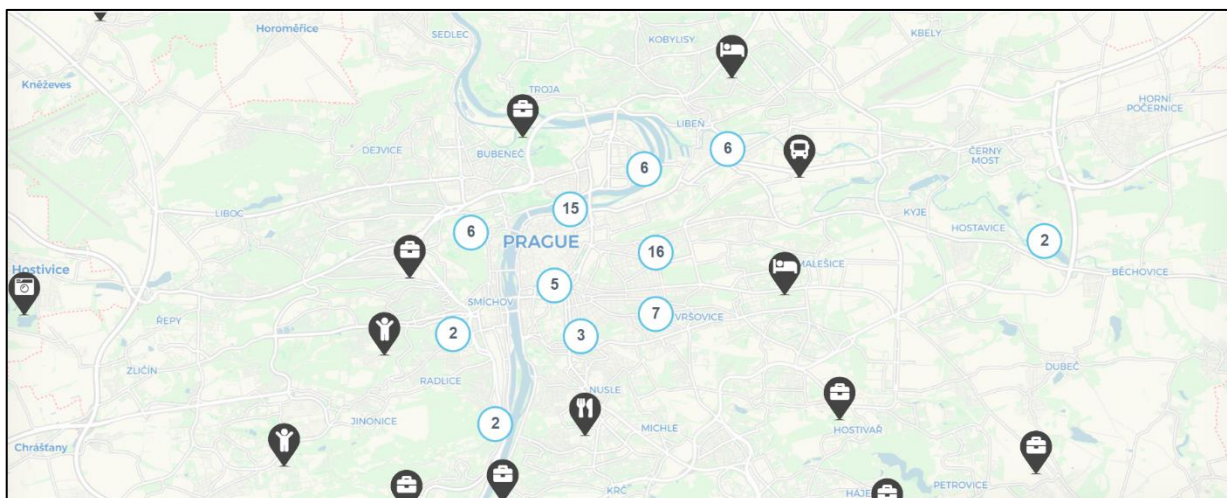 Horoměřice
SEDLEC
KOBYLISY
KBELY
Kněževes
TROJA
HORNÍ
POČERNICE
LIBEŇ
DEJVICE
BUBENEČ
6
ČERNÝ
MOST
6
15
LIBOC
KYJE
6
PRAGUE
HOSTAVICE
2
16
MALEŠICE
Hostivice
BĚCHOVICE
5
SMÍCHOV
7
VRŠOVICE
ŘEPY
2
3
ZLIČÍN
DUBEČ
RADLICE
NUSLE
JINONICE
2
MICHLE
HOSTIVAŘ
Chrášťany
KRČ
HÁJE
PETROVICE